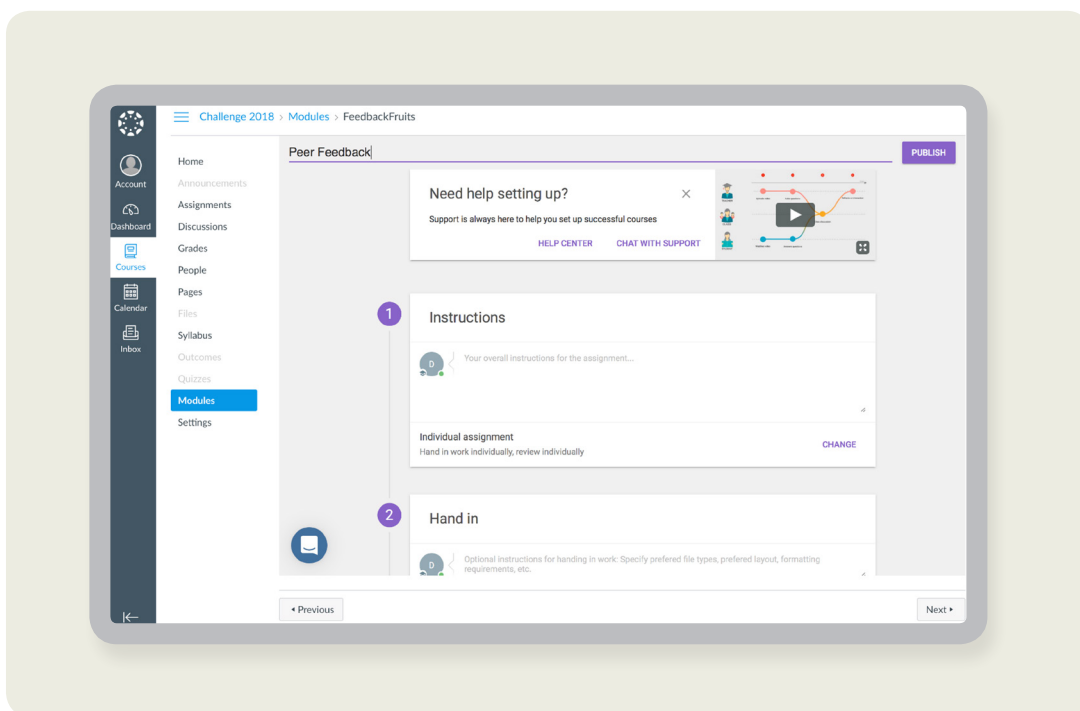 Challenge 2018 > Modules > FeedbackFruits
Account
Dashboard
Courses
Calendar
Inbox
Home
Announcements
Assignments
Discussions
Grades
People
Pages
Files
Syllabus
Outcomes
Quizzes
Modules
Settings
Peer Feedback
PUBLISH
Need help setting up?
Support is always here to help you set up successful courses
HELP CENTER CHAT WITH SUPPORT
1
Instructions
D
Your overall instructions for the assignment...
Individual assignment
Hand in work individually, review individually
CHANGE
2
Hand in
D
Optional instructions for handing in work: Specify prefered file types, prefered layout, formatting
requirements, etc.
Previous
Next